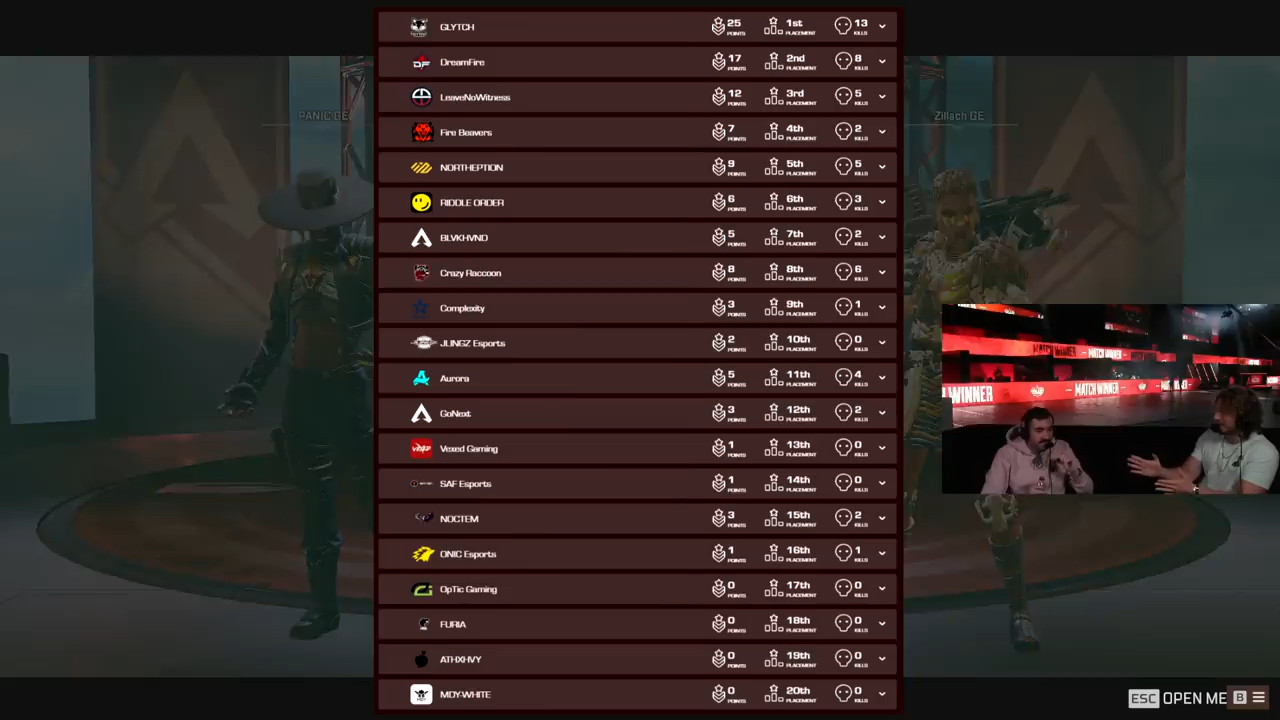 GLYTCH 25 POINTS 1st PLACEMENT 13 KILLS
DreamFire 17 POINTS 2nd PLACEMENT 8 KILLS
LeaveNoWitness 12 POINTS 3rd PLACEMENT 5 KILLS
PANIC GE
Zillach GE
Fire Beavers 7 POINTS 4th PLACEMENT 2 KILLS
NORTHEPTION 9 POINTS 5th PLACEMENT 5 KILLS
RIDDLE ORDER 6 POINTS 6th PLACEMENT 3 KILLS
BLVKHVND 5 POINTS 7th PLACEMENT 2 KILLS
Crazy Raccoon 8 POINTS 8th PLACEMENT 6 KILLS
Complexity 3 POINTS 9th PLACEMENT 1 KILLS
JLINGZ Esports 2 POINTS 10th PLACEMENT 0 KILLS
MATCH WINNER MATCH WINNER
Aurora 5 POINTS 11th PLACEMENT 4 KILLS
WINNER MATCH WINNER
GoNext 3 POINTS 12th PLACEMENT 2 KILLS
Vexed Gaming 1 POINTS 13th PLACEMENT 0 KILLS
SAF Esports 1 POINTS 14th PLACEMENT 0 KILLS
NOCTEM 3 POINTS 15th PLACEMENT 2 KILLS
ONIC Esports 1 POINTS 16th PLACEMENT 1 KILLS
OpTic Gaming 0 POINTS 17th PLACEMENT 0 KILLS
FURIA 0 POINTS 18th PLACEMENT 0 KILLS
ATHXHVY 0 POINTS 19th PLACEMENT 0 KILLS
MDY-WHITE 0 POINTS 20th PLACEMENT 0 KILLS
ESC OPEN ME B